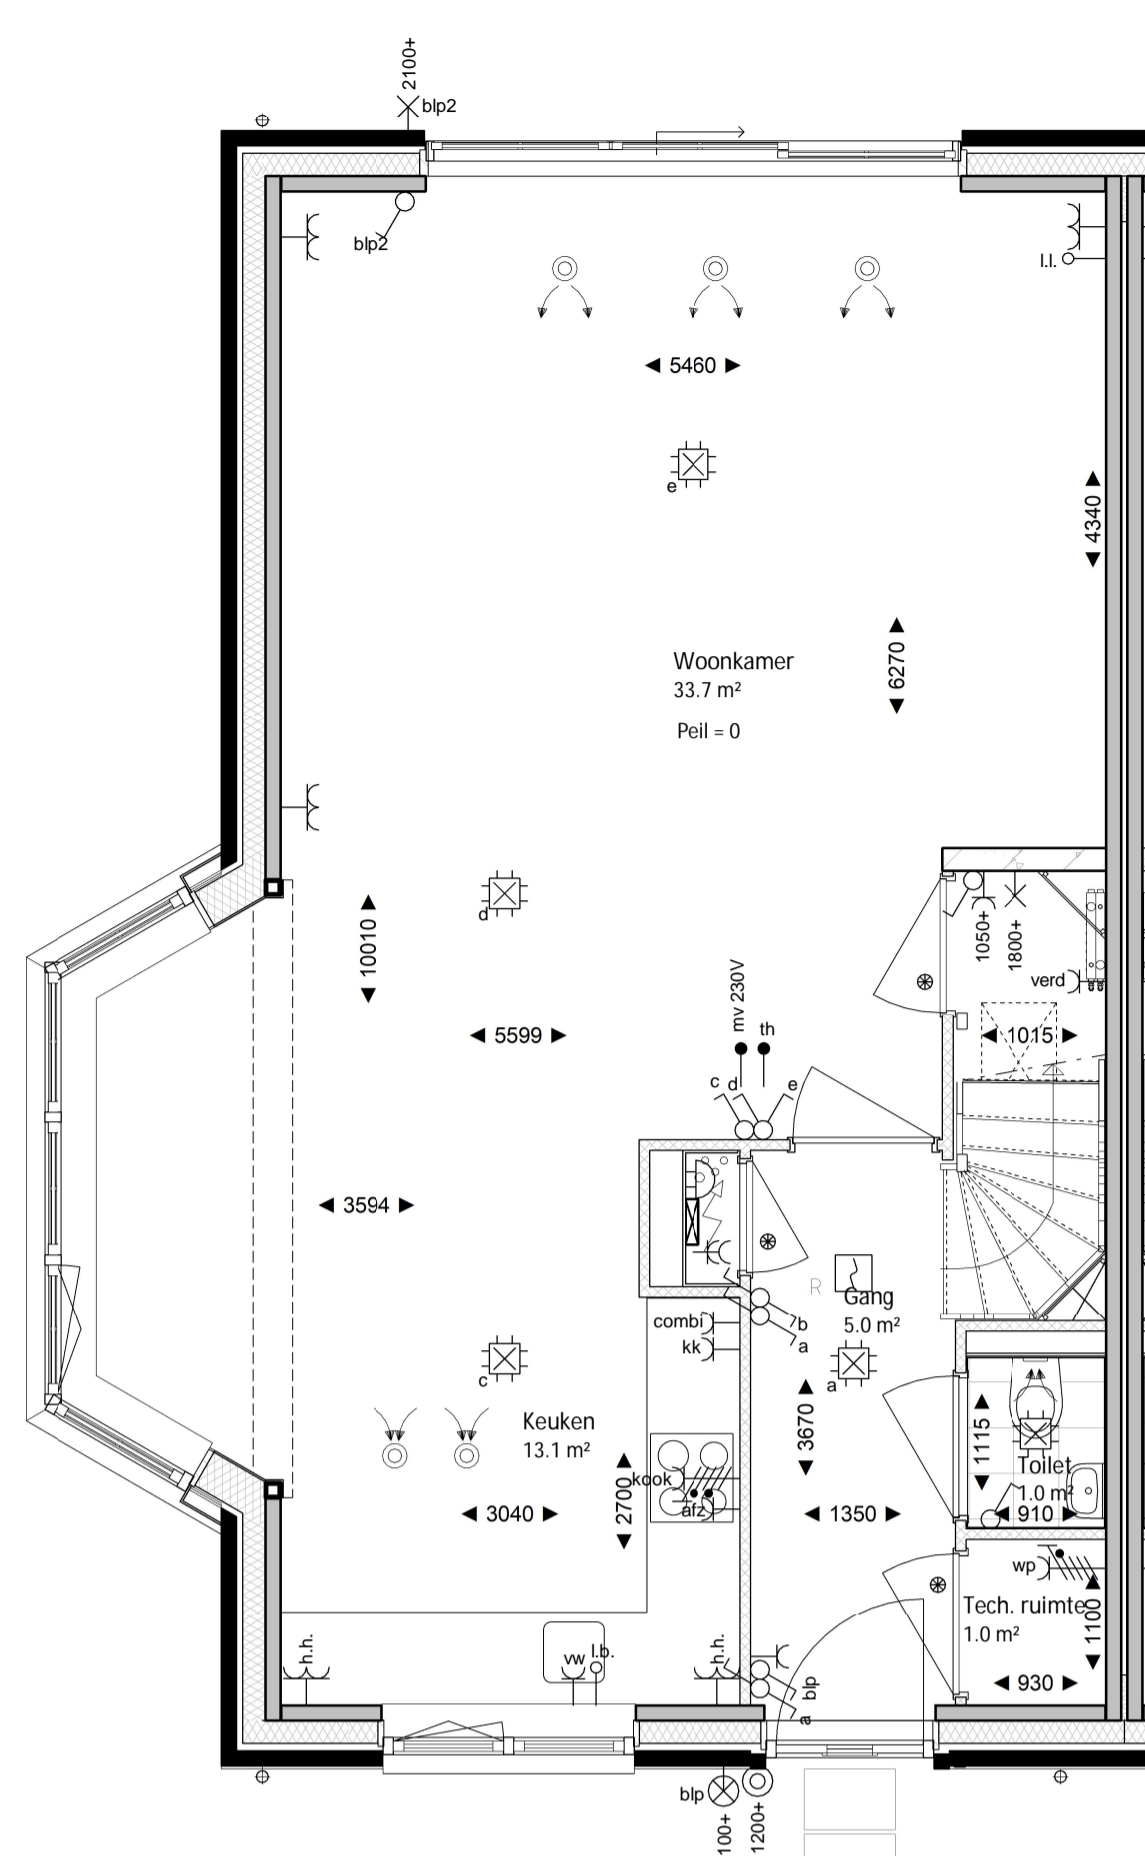 2100+
blp2
blp2
l.l.
5460
e
4340
Woonkamer
33.7 m²
6270
Peil = 0
d
10010
1050+
1800+
verd
mv 230V
th
5599
1015
c
d
e
3594
R
Gang
5.0 m²
combi
kk
b
a
c
a
Keuken
13.1 m²
3670
1115
Toilet
1.0 m²
kook
afz
2700
3040
1350
910
wp
Tech. ruimte
1.0 m²
1100
h.h.
vw
l.b.
h.h.
blp
a
930
blp
100+
1200+